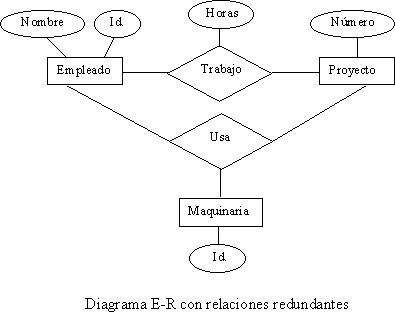 Nombre
Id.
Horas
Número
Empleado
Trabajo
Proyecto
Usa
Maquinaria
Id.
Diagrama E-R con relaciones redundantes